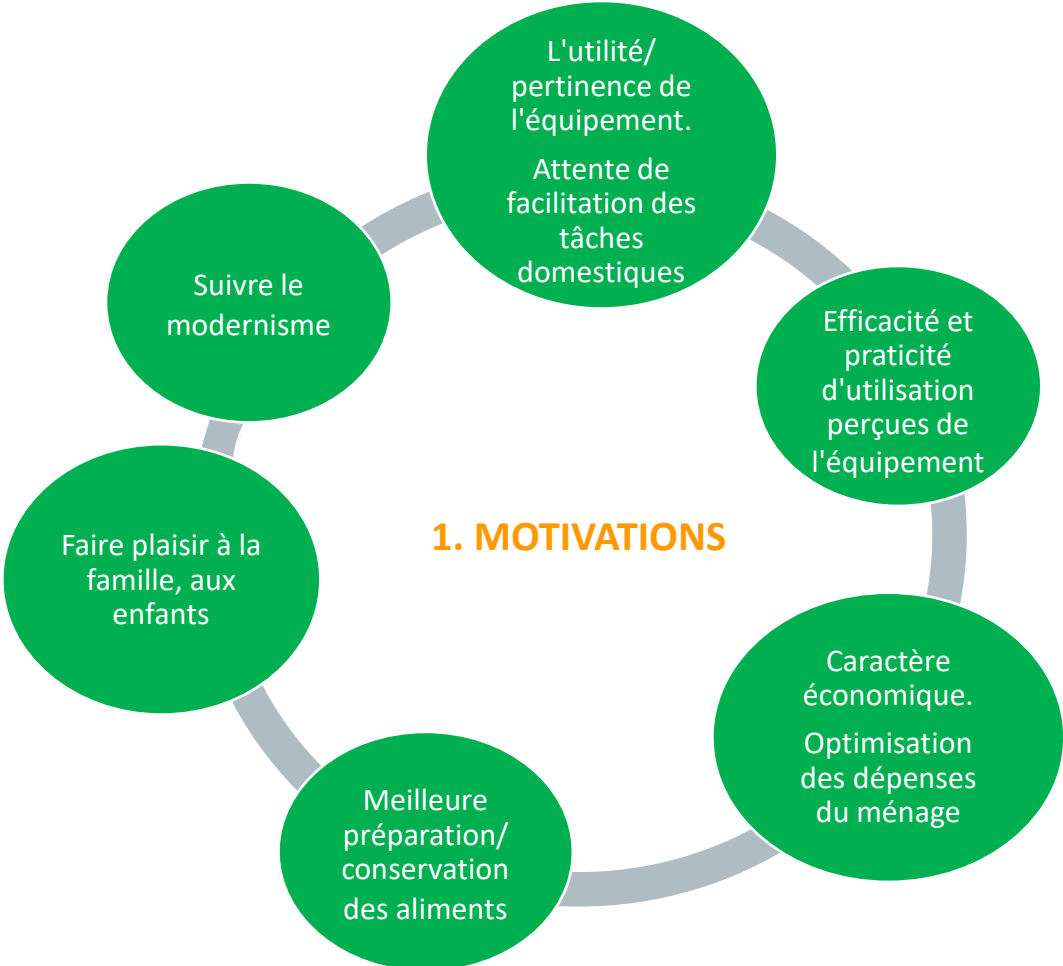 L'utilité/
pertinence de
l'équipement.
Attente de
facilitation des
tâches
domestiques
Efficacité et
praticité
d'utilisation
perçues de
l'équipement
Caractère
économique.
Optimisation
des dépenses
du ménage
Meilleure
préparation/
conservation
des aliments
Faire plaisir à la
famille, aux
enfants
Suivre le
modernisme
1. MOTIVATIONS